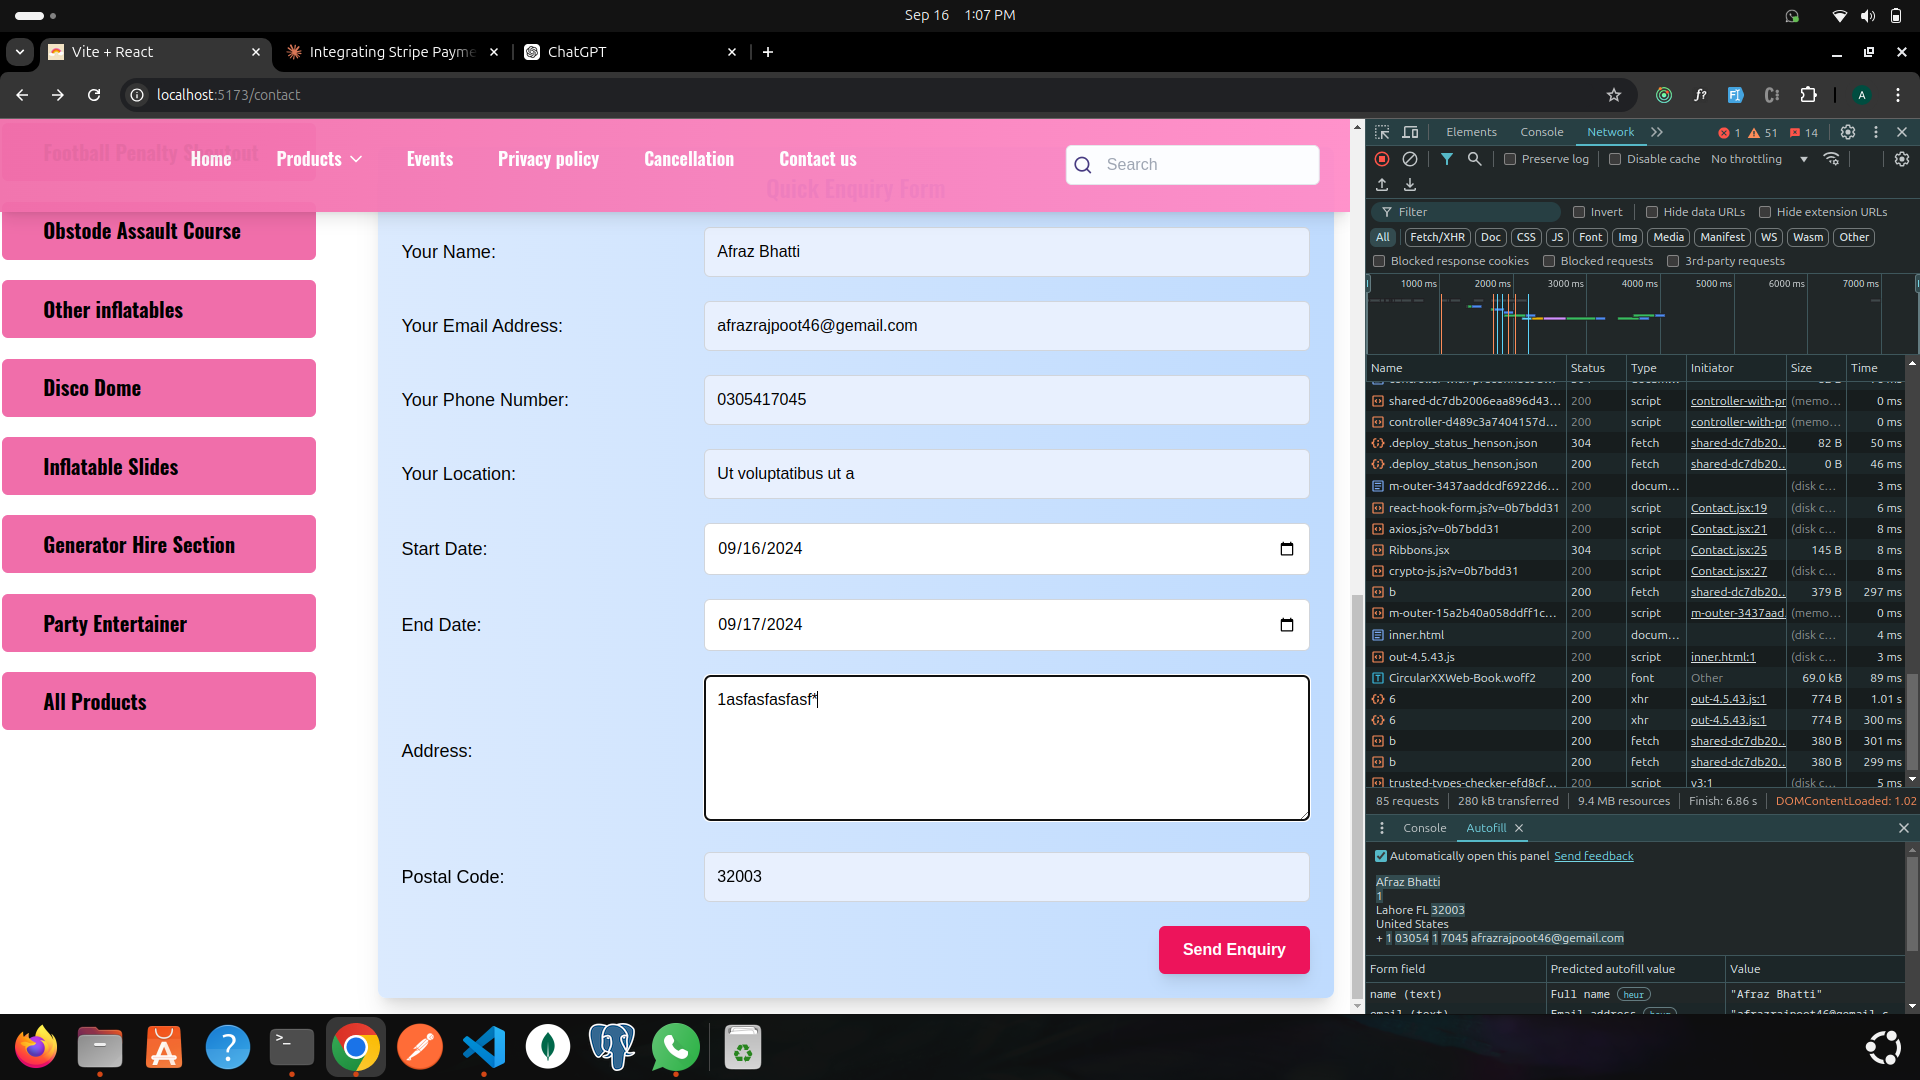 Sep 16 1:07 PM
Vite + React
Integrating Stripe Payme
ChatGPT
localhost:5173/contact
Football Penalty Shootout
Home Products Events Privacy policy Cancellation Contact us
Search
Quick Enquiry Form
Obstode Assault Course
Other inflatables
Disco Dome
Inflatable Slides
Generator Hire Section
Party Entertainer
All Products
Your Name: Afraz Bhatti
Your Email Address: afrazrajpoot46@gemail.com
Your Phone Number: 0305417045
Your Location: Ut voluptatibus ut a
Start Date: 09/16/2024
End Date: 09/17/2024
Address: 1asfasfasfasf*
Postal Code: 32003
Send Enquiry
Elements Console Network 1 51 14
Preserve log Disable cache No throttling
Filter Invert Hide data URLs Hide extension URLs
All Fetch/XHR Doc CSS JS Font Img Media Manifest WS Wasm Other
Blocked response cookies Blocked requests 3rd-party requests
1000 ms 2000 ms 3000 ms 4000 ms 5000 ms 6000 ms 7000 ms
Name Status Type Initiator Size Time
shared-dc7db2006eaa896d43... 200 script controller-with-pr (memo... 0 ms
controller-d489c3a7404157d... 200 script controller-with-pr (memo... 0 ms
.deploy_status_henson.json 304 fetch shared-dc7db20... 82 B 50 ms
.deploy_status_henson.json 200 fetch shared-dc7db20... 0 B 46 ms
m-outer-3437aaddcdf6922d6... 200 docum... (disk c... 3 ms
react-hook-form.js?v=0b7bdd31 200 script Contact.jsx:19 (disk c... 6 ms
axios.js?v=0b7bdd31 200 script Contact.jsx:21 (disk c... 8 ms
Ribbons.jsx 304 script Contact.jsx:25 145 B 8 ms
crypto-js.js?v=0b7bdd31 200 script Contact.jsx:27 (disk c... 8 ms
b 200 fetch shared-dc7db20... 379 B 297 ms
m-outer-15a2b40a058ddff1c... 200 script m-outer-3437aad (memo... 0 ms
inner.html 200 docum... (disk c... 4 ms
out-4.5.43.js 200 script inner.html:1 (disk c... 3 ms
CircularXXWeb-Book.woff2 200 font Other 69.0 kB 89 ms
6 200 xhr out-4.5.43.js:1 774 B 1.01 s
6 200 xhr out-4.5.43.js:1 774 B 300 ms
b 200 fetch shared-dc7db20... 380 B 301 ms
b 200 fetch shared-dc7db20... 380 B 299 ms
trusted-types-checker-efd8cf... 200 script v3:1 (disk c... 5 ms
85 requests 280 kB transferred 9.4 MB resources Finish: 6.86 s DOMContentLoaded: 1.02
Console Autofill
Automatically open this panel Send feedback
Afraz Bhatti
1
Lahore FL 32003
United States
+ 1 03054 1 7045 afrazrajpoot46@gemail.com
Form field Predicted autofill value Value
name (text) Full name heur "Afraz Bhatti"